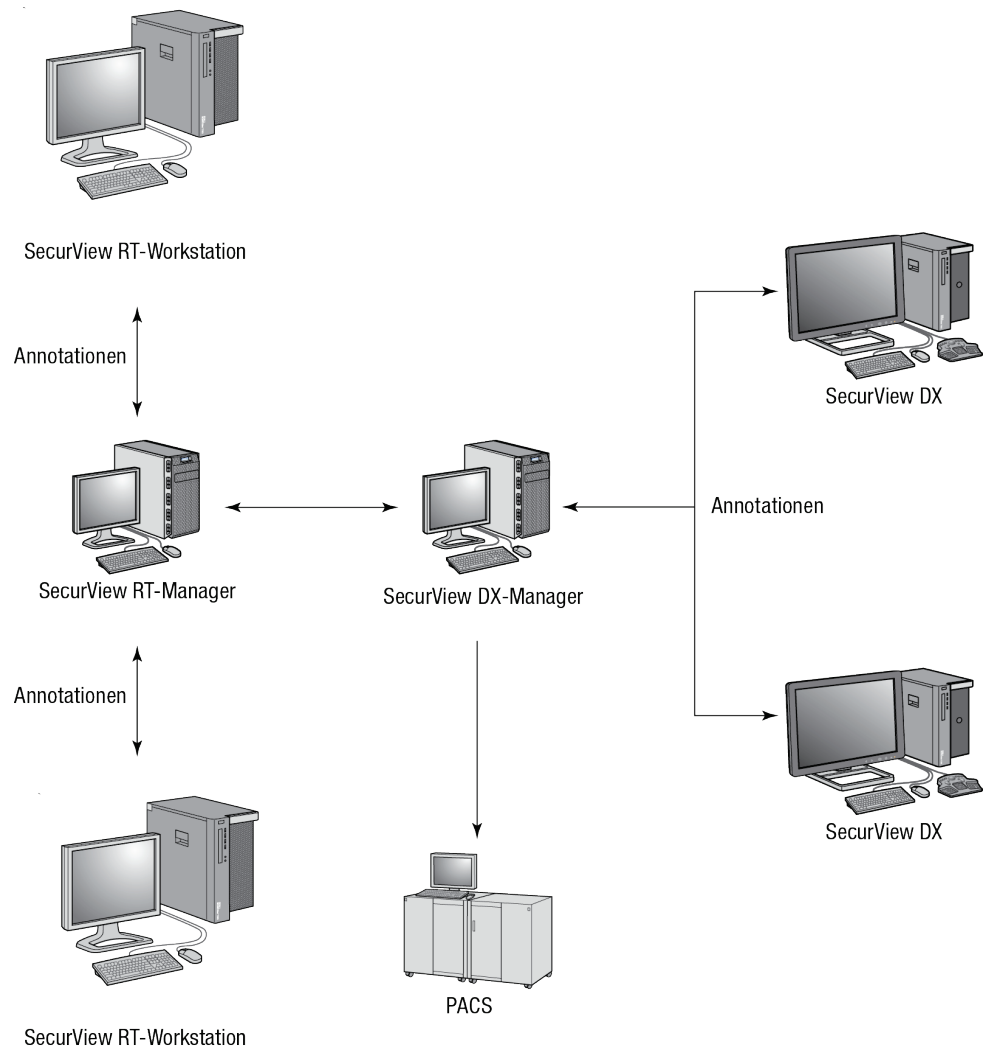 SecurView RT-Workstation
Annotationen
SecurView DX
SecurView RT-Manager
SecurView DX-Manager
Annotationen
Annotationen
SecurView DX
PACS
SecurView RT-Workstation